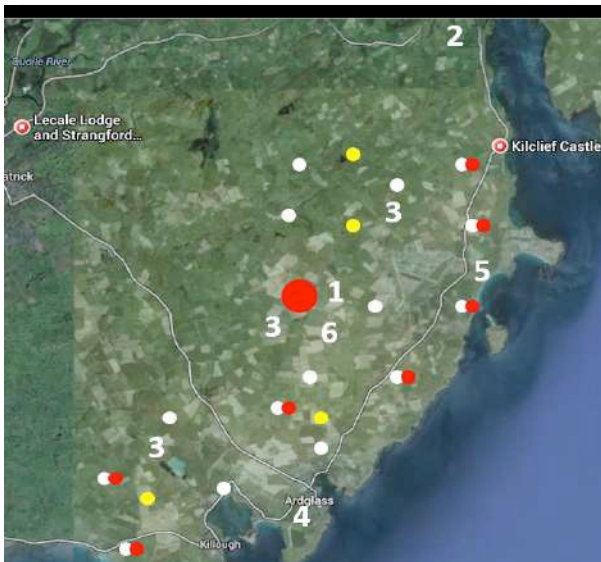 2
Quoile River
Lecale Lodge
and Strangford...
Kilclief Castle
atrick
3
5
1
3
6
3
Ardglass
4
Killough